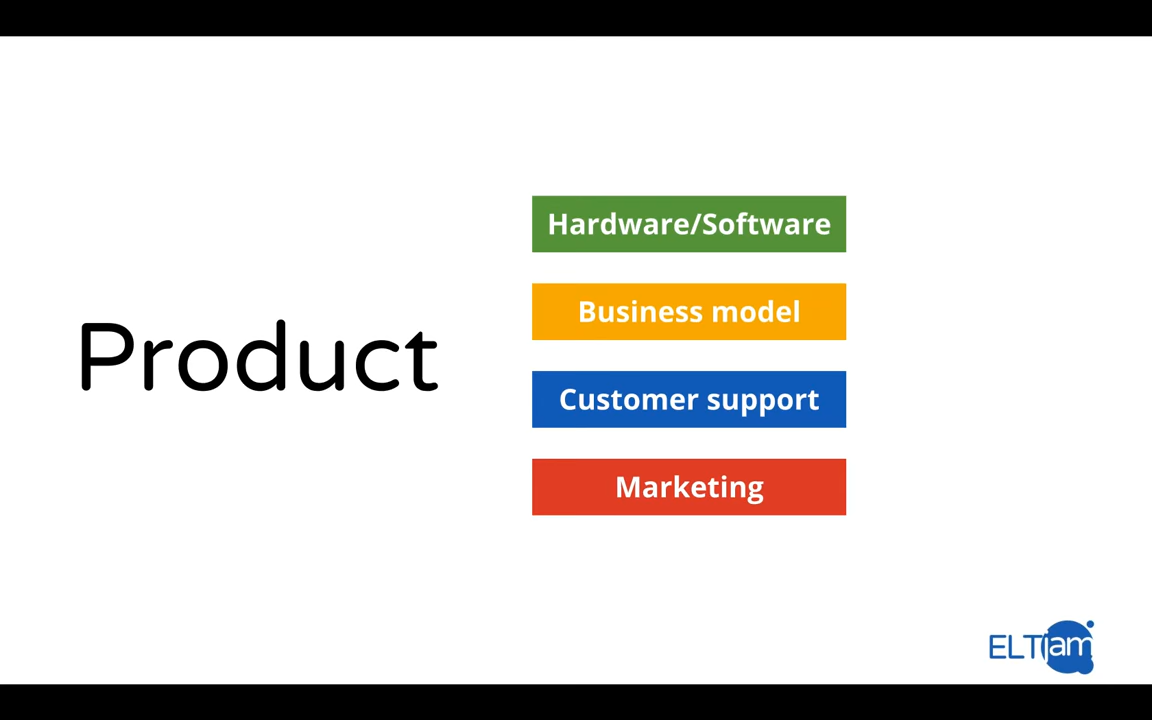 Product
Hardware/Software
Business model
Customer support
Marketing
ELTjam